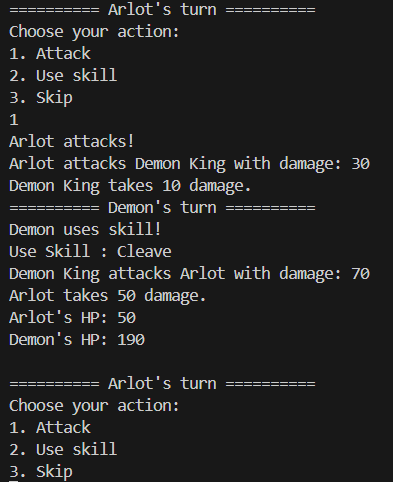 ========== Arlot's turn ==========
Choose your action:
1. Attack
2. Use skill
3. Skip
1
Arlot attacks!
Arlot attacks Demon King with damage: 30
Demon King takes 10 damage.
========== Demon's turn ==========
Demon uses skill!
Use Skill : Cleave
Demon King attacks Arlot with damage: 70
Arlot takes 50 damage.
Arlot's HP: 50
Demon's HP: 190
========== Arlot's turn ==========
Choose your action:
1. Attack
2. Use skill
3. Skip